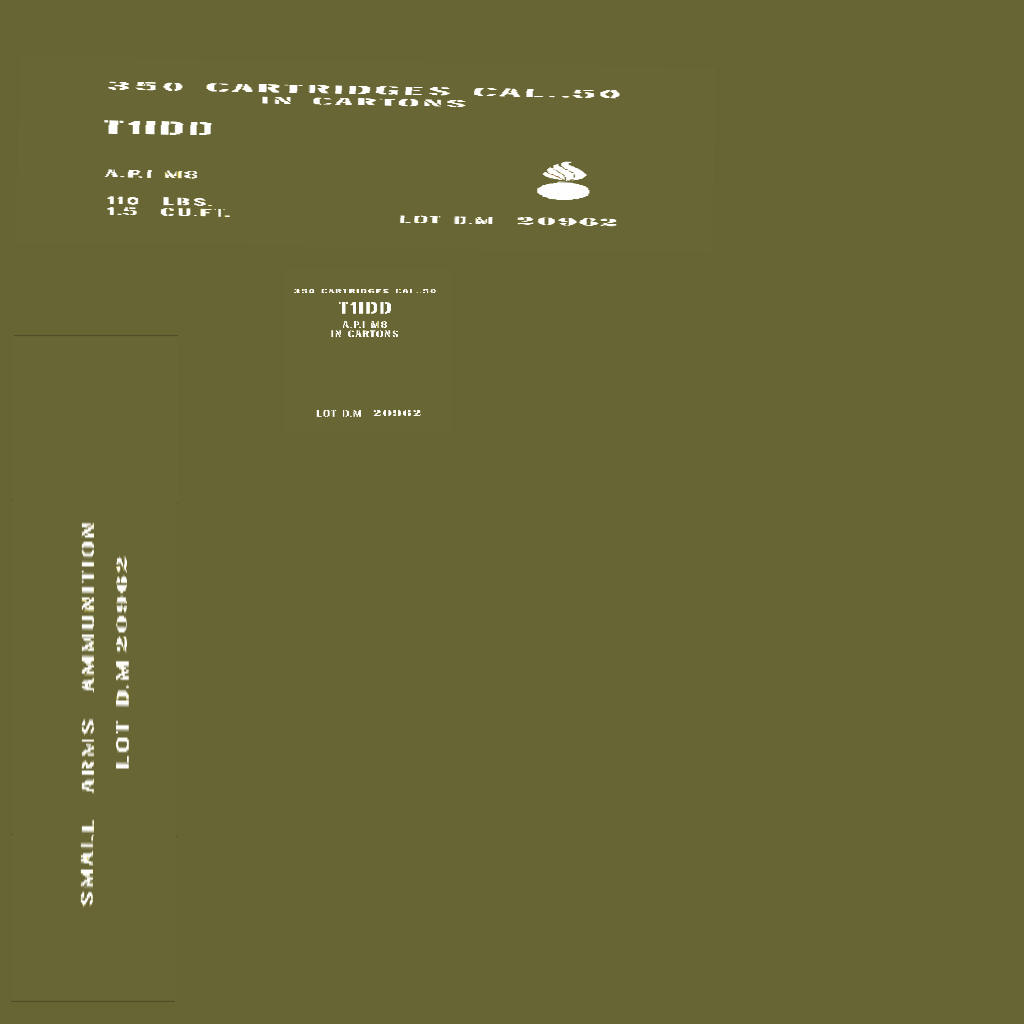 350 CARTRIDGES CAL..50
IN CARTONS
T1IDD
A.P.I M8
110 LBS.
1.5 CU.FT.
LOT D.M 20962
350 CARTRIDGES CAL..50
T1IDD
A.P.I M8
IN CARTONS
LOT D.M 20962
SMALL ARMS AMMUNITION
LOT D.M 20962